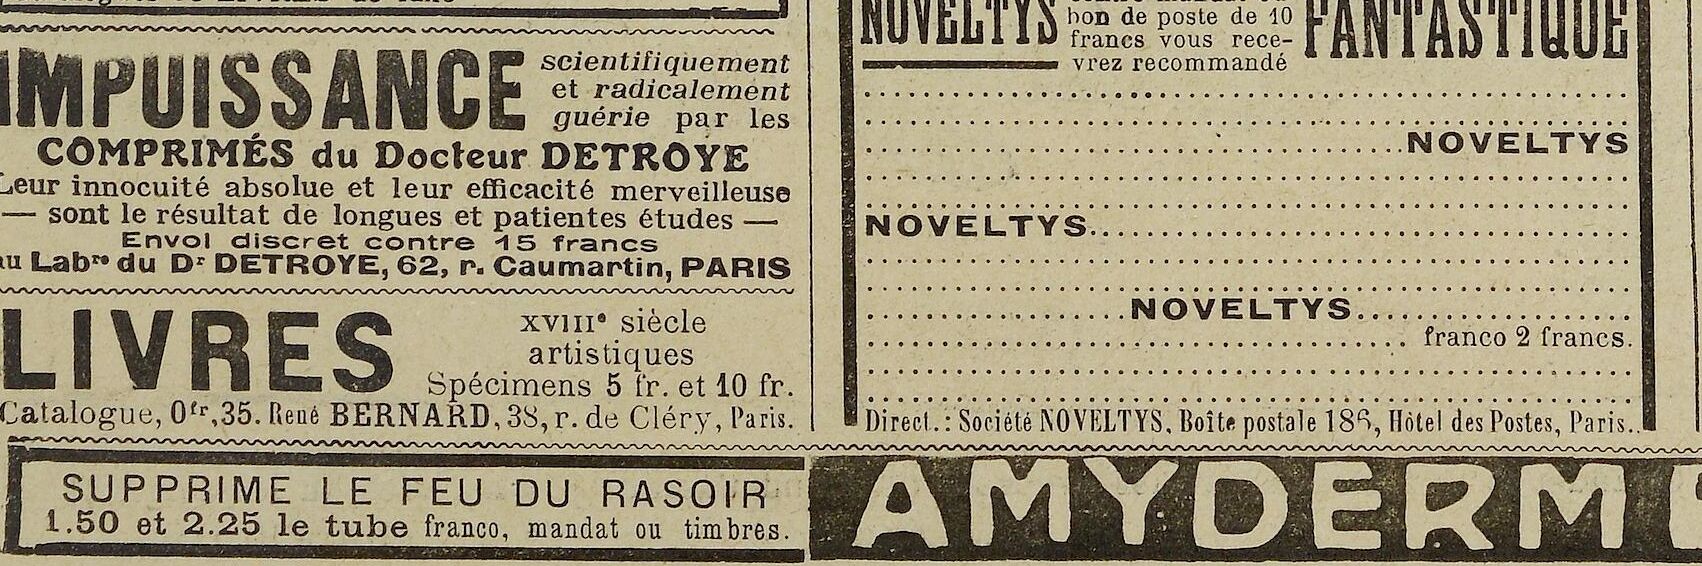 IMPUISSANCE scientifiquement
et radicalement
guérie par les
COMPRIMÉS du Docteur DETROYE
Leur innocuité absolue et leur efficacité merveilleuse
— sont le résultat de longues et patientes études —
Envoi discret contre 15 francs
au Labre du Dr DETROYE, 62, r. Caumartin, PARIS
LIVRES XVIIIe siècle
artistiques
Spécimens 5 fr. et 10 fr.
Catalogue, 0fr,35. René BERNARD, 38, r. de Cléry, Paris.
NOVELTYS
bon de poste de 10
francs vous rece-
vrez recommandé
FANTASTIQUE
NOVELTYS
NOVELTYS
NOVELTYS
franco 2 francs.
Direct.: Société NOVELTYS, Boîte postale 186, Hôtel des Postes, Paris.
SUPPRIME LE FEU DU RASOIR
1.50 et 2.25 le tube franco, mandat ou timbres.
AMYDERM